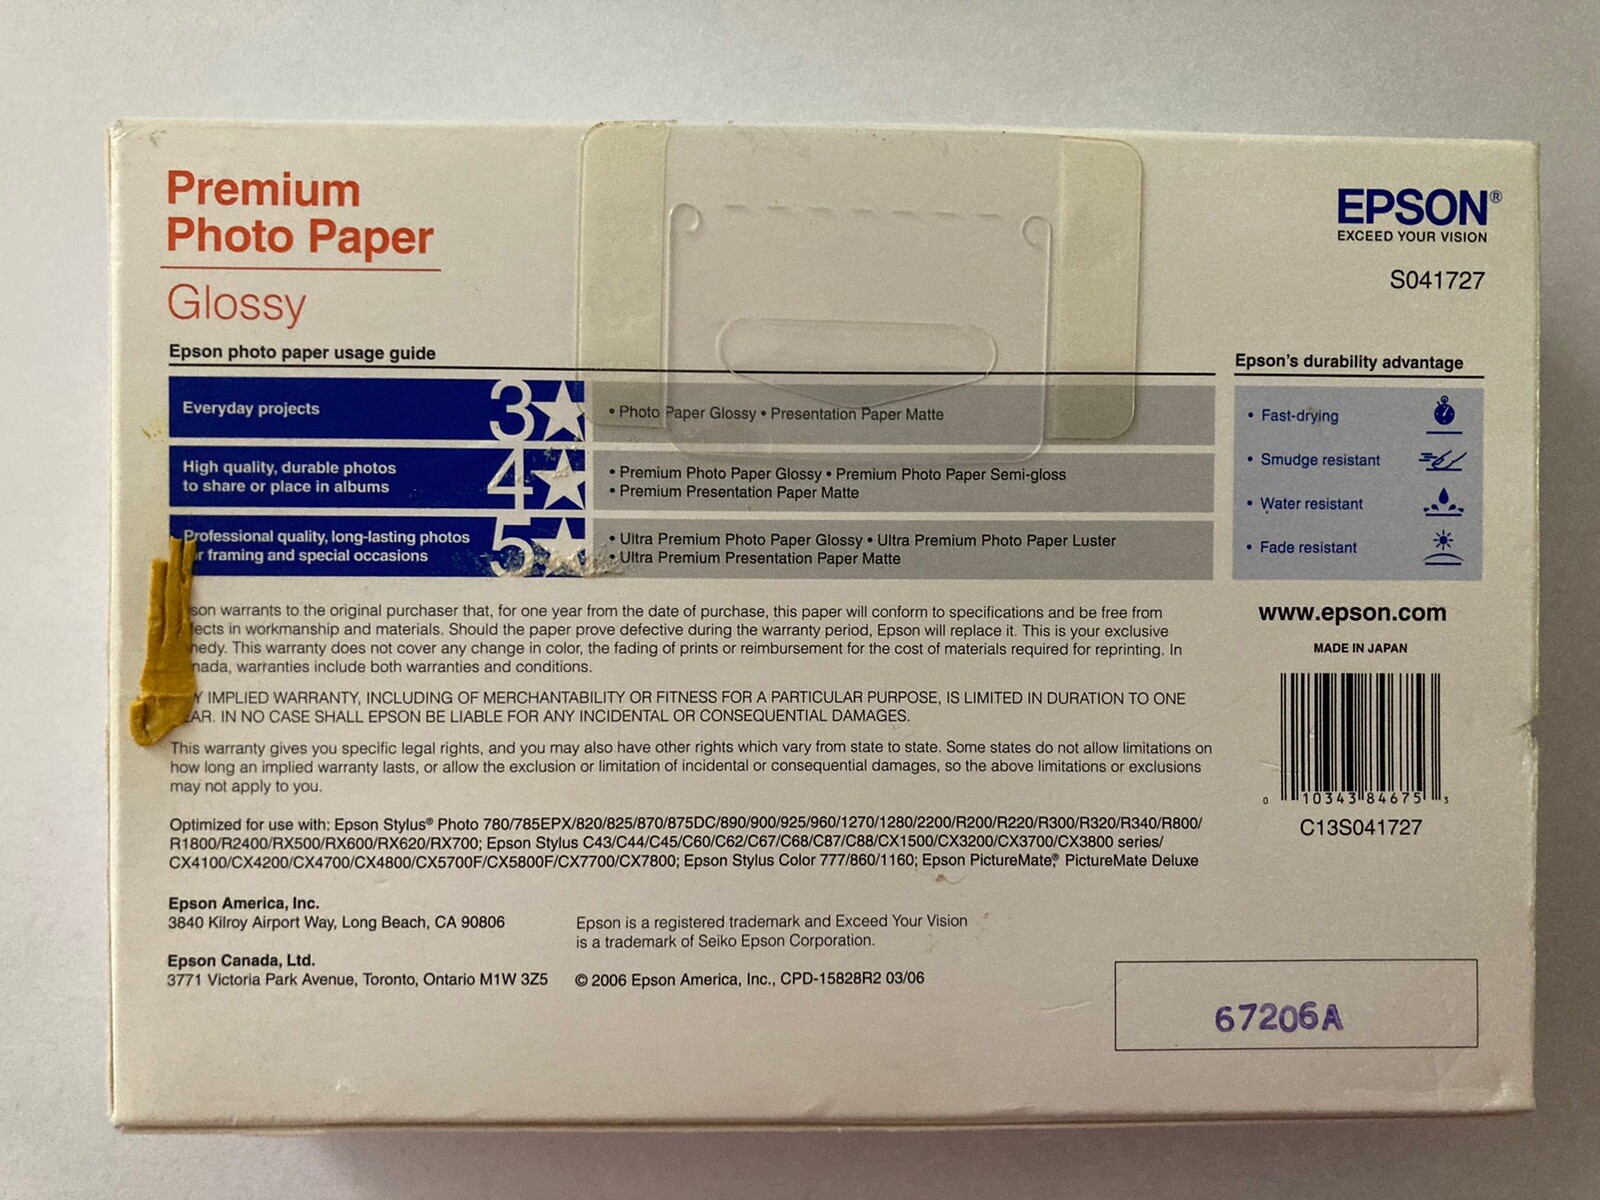 Premium
Photo Paper
Glossy
EPSON®
EXCEED YOUR VISION
S041727
Epson photo paper usage guide
Everyday projects 3★
• Photo Paper Glossy • Presentation Paper Matte
High quality, durable photos
to share or place in albums 4★
• Premium Photo Paper Glossy • Premium Photo Paper Semi-gloss
• Premium Presentation Paper Matte
Professional quality, long-lasting photos
r framing and special occasions 5★
• Ultra Premium Photo Paper Glossy • Ultra Premium Photo Paper Luster
• Ultra Premium Presentation Paper Matte
Epson's durability advantage
• Fast-drying
• Smudge resistant
• Water resistant
• Fade resistant
son warrants to the original purchaser that, for one year from the date of purchase, this paper will conform to specifications and be free from
fects in workmanship and materials. Should the paper prove defective during the warranty period, Epson will replace it. This is your exclusive
nedy. This warranty does not cover any change in color, the fading of prints or reimbursement for the cost of materials required for reprinting. In
nada, warranties include both warranties and conditions.
Y IMPLIED WARRANTY, INCLUDING OF MERCHANTABILITY OR FITNESS FOR A PARTICULAR PURPOSE, IS LIMITED IN DURATION TO ONE
EAR. IN NO CASE SHALL EPSON BE LIABLE FOR ANY INCIDENTAL OR CONSEQUENTIAL DAMAGES.
This warranty gives you specific legal rights, and you may also have other rights which vary from state to state. Some states do not allow limitations on
how long an implied warranty lasts, or allow the exclusion or limitation of incidental or consequential damages, so the above limitations or exclusions
may not apply to you.
Optimized for use with: Epson Stylus® Photo 780/785EPX/820/825/870/875DC/890/900/925/960/1270/1280/2200/R200/R220/R300/R320/R340/R800/
R1800/R2400/RX500/RX600/RX620/RX700; Epson Stylus C43/C44/C45/C60/C62/C67/C68/C87/C88/CX1500/CX3200/CX3700/CX3800 series/
CX4100/CX4200/CX4700/CX4800/CX5700F/CX5800F/CX7700/CX7800; Epson Stylus Color 777/860/1160; Epson PictureMate,® PictureMate Deluxe
www.epson.com
MADE IN JAPAN
0 10343 84675 3
C13S041727
Epson America, Inc.
3840 Kilroy Airport Way, Long Beach, CA 90806
Epson Canada, Ltd.
3771 Victoria Park Avenue, Toronto, Ontario M1W 3Z5
Epson is a registered trademark and Exceed Your Vision
is a trademark of Seiko Epson Corporation.
© 2006 Epson America, Inc., CPD-15828R2 03/06
67206A